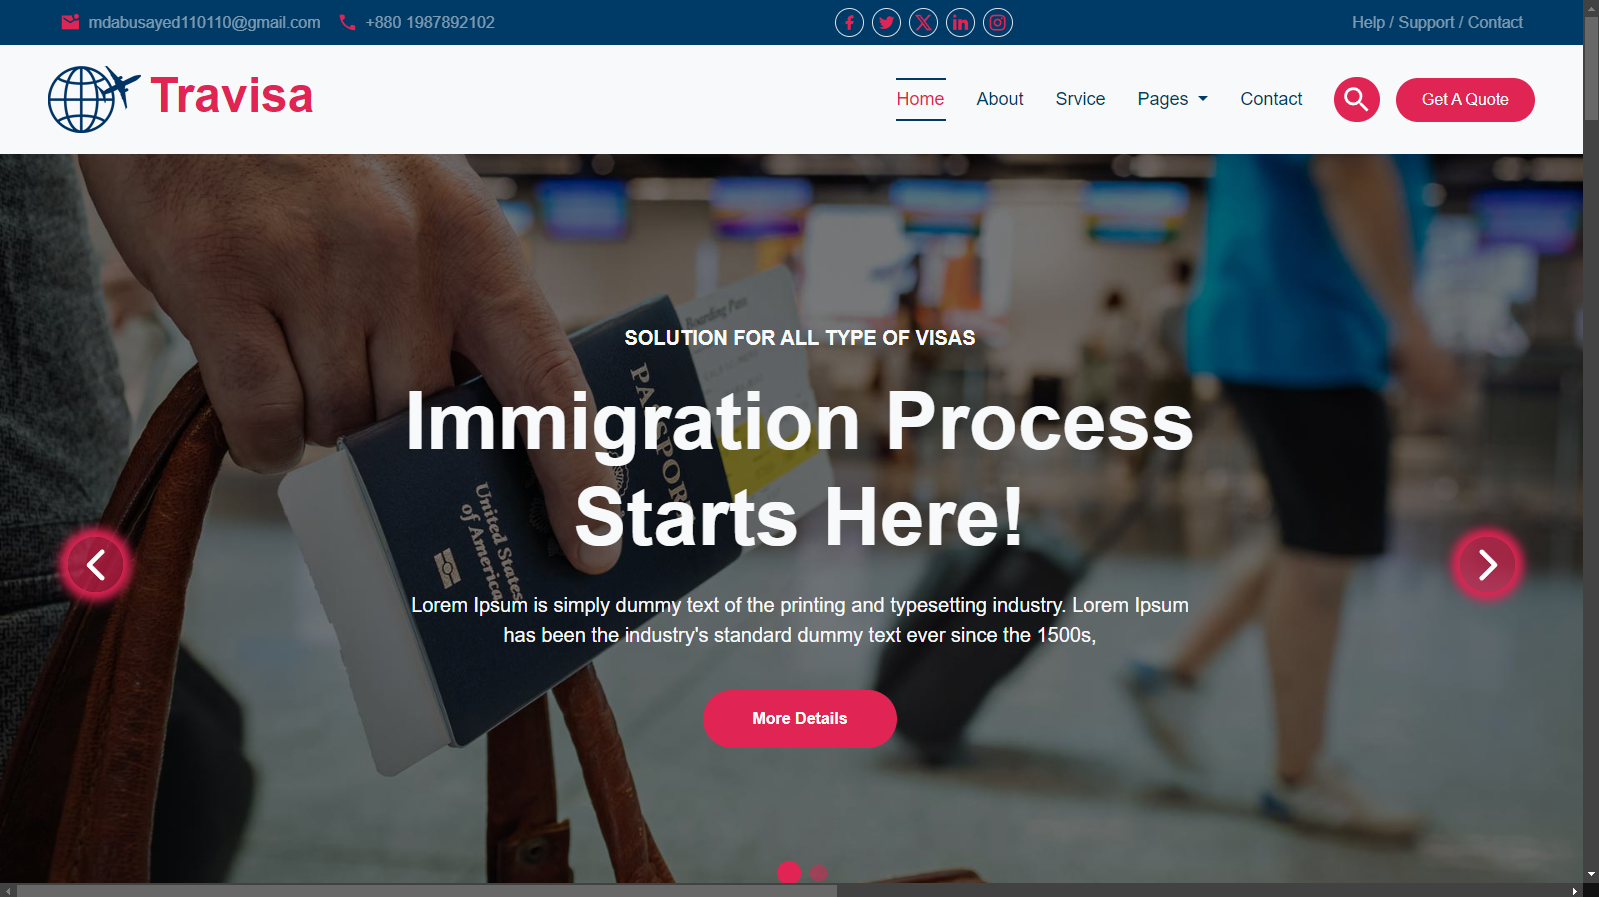 mdabusayed110110@gmail.com +880 1987892102 Help / Support / Contact
Travisa Home About Srvice Pages Contact Get A Quote
Boarding Pass
SOLUTION FOR ALL TYPE OF VISAS
PASSPORT
Immigration Process
Starts Here!
United States
of America
Lorem Ipsum is simply dummy text of the printing and typesetting industry. Lorem Ipsum
has been the industry's standard dummy text ever since the 1500s,
More Details